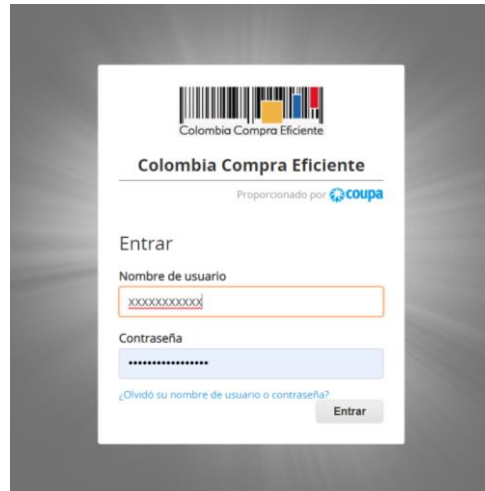 Colombia Compra Eficiente
Colombia Compra Eficiente
Proporcionado por coupa
Entrar
Nombre de usuario
xxxxxxxxxxx
Contraseña
•••••••••••••••••
¿Olvidó su nombre de usuario o contraseña?
Entrar